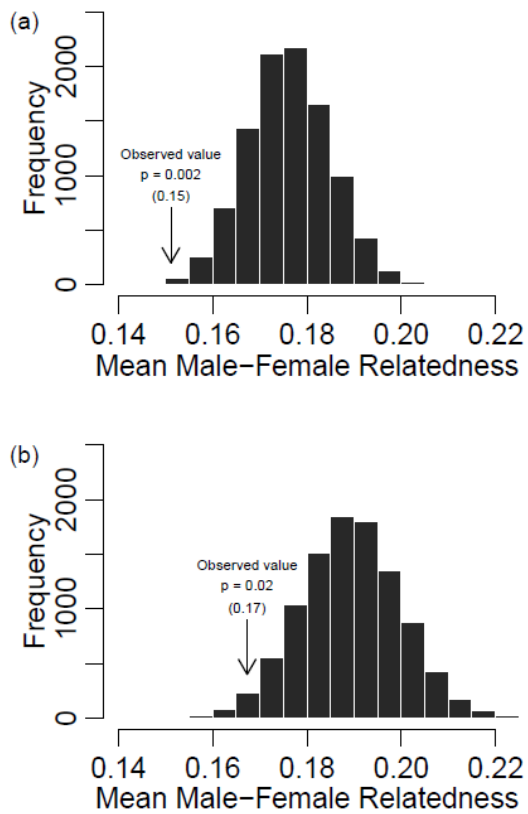 (a)
Frequency
2000
1000
0
Observed value
p = 0.002
(0.15)
0.14 0.16 0.18 0.20 0.22
Mean Male−Female Relatedness
(b)
Frequency
2000
1000
0
Observed value
p = 0.02
(0.17)
0.14 0.16 0.18 0.20 0.22
Mean Male−Female Relatedness